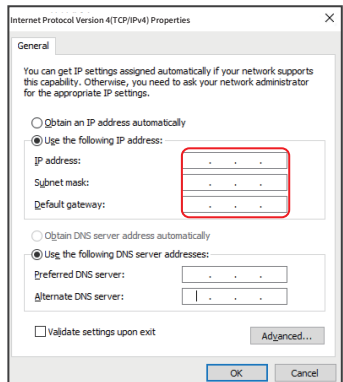 Internet Protocol Version 4(TCP/IPv4) Properties
General
You can get IP settings assigned automatically if your network supports
this capability. Otherwise, you need to ask your network administrator
for the appropriate IP settings.
Obtain an IP address automatically
Use the following IP address:
IP address: . . .
Subnet mask: . . .
Default gateway: . . .
Obtain DNS server address automatically
Use the following DNS server addresses:
Preferred DNS server: . . .
Alternate DNS server: . . .
Validate settings upon exit
Advanced...
OK Cancel